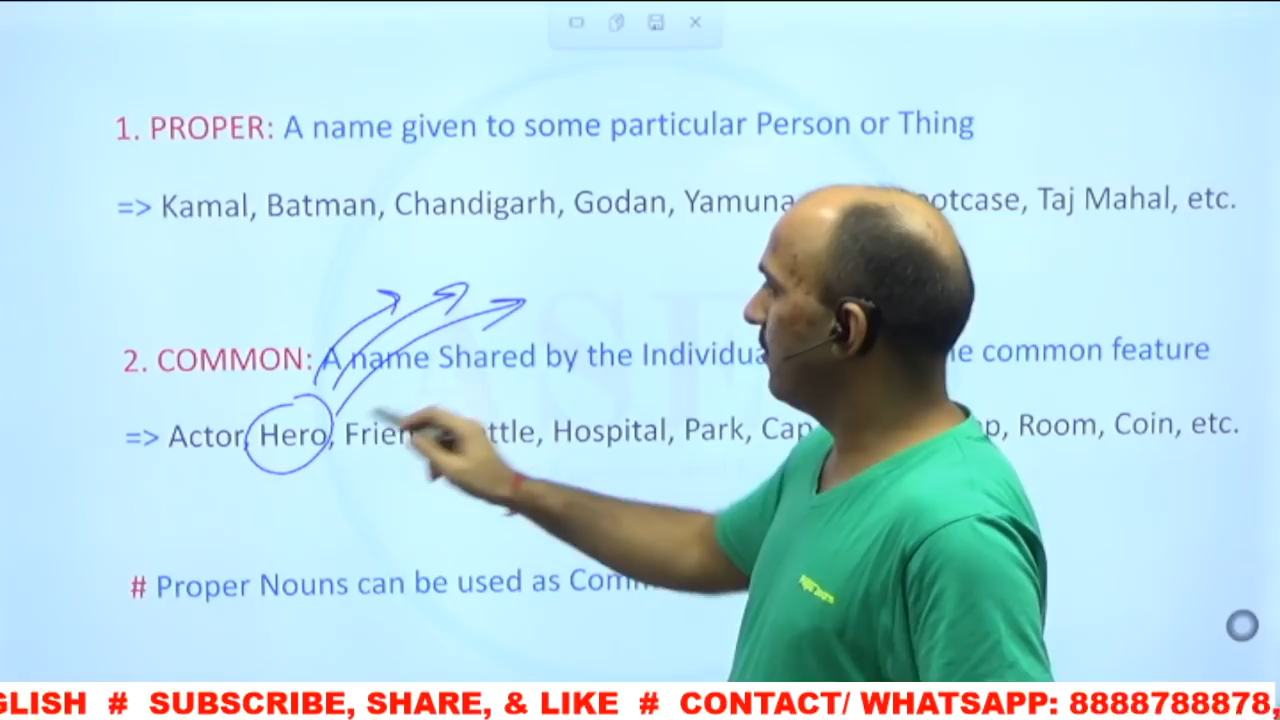 1. PROPER: A name given to some particular Person or Thing
=> Kamal, Batman, Chandigarh, Godan, Yamuna Taj Mahal, etc.
2. COMMON: A name Shared by the common feature
=> Actor, Hero, Hospital, Park, Room, Coin, etc.
# Proper Nouns can be used as
# SUBSCRIBE, SHARE, & LIKE # CONTACT/ WHATSAPP: 8888788878,